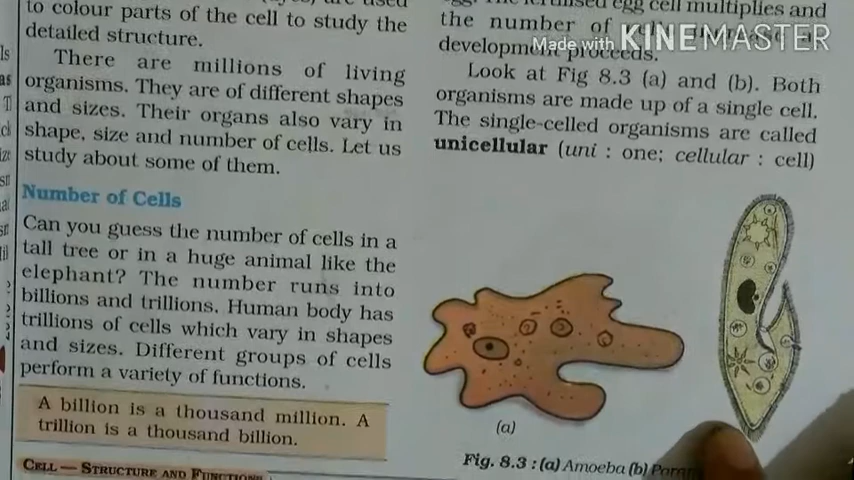 to colour parts of the cell to study the
detailed structure.
There are millions of living
organisms. They are of different shapes
and sizes. Their organs also vary in
shape, size and number of cells. Let us
study about some of them.
Number of Cells
Can you guess the number of cells in a
tall tree or in a huge animal like the
elephant? The number runs into
billions and trillions. Human body has
trillions of cells which vary in shapes
and sizes. Different groups of cells
perform a variety of functions.
A billion is a thousand million. A
trillion is a thousand billion.
CELL — STRUCTURE AND FUNCTIONS
egg cell multiplies and
the number of
development proceeds.
Look at Fig 8.3 (a) and (b). Both
organisms are made up of a single cell.
The single-celled organisms are called
unicellular (uni : one; cellular : cell)
(a)
Fig. 8.3 : (a) Amoeba (b)
Made with KINEMASTER